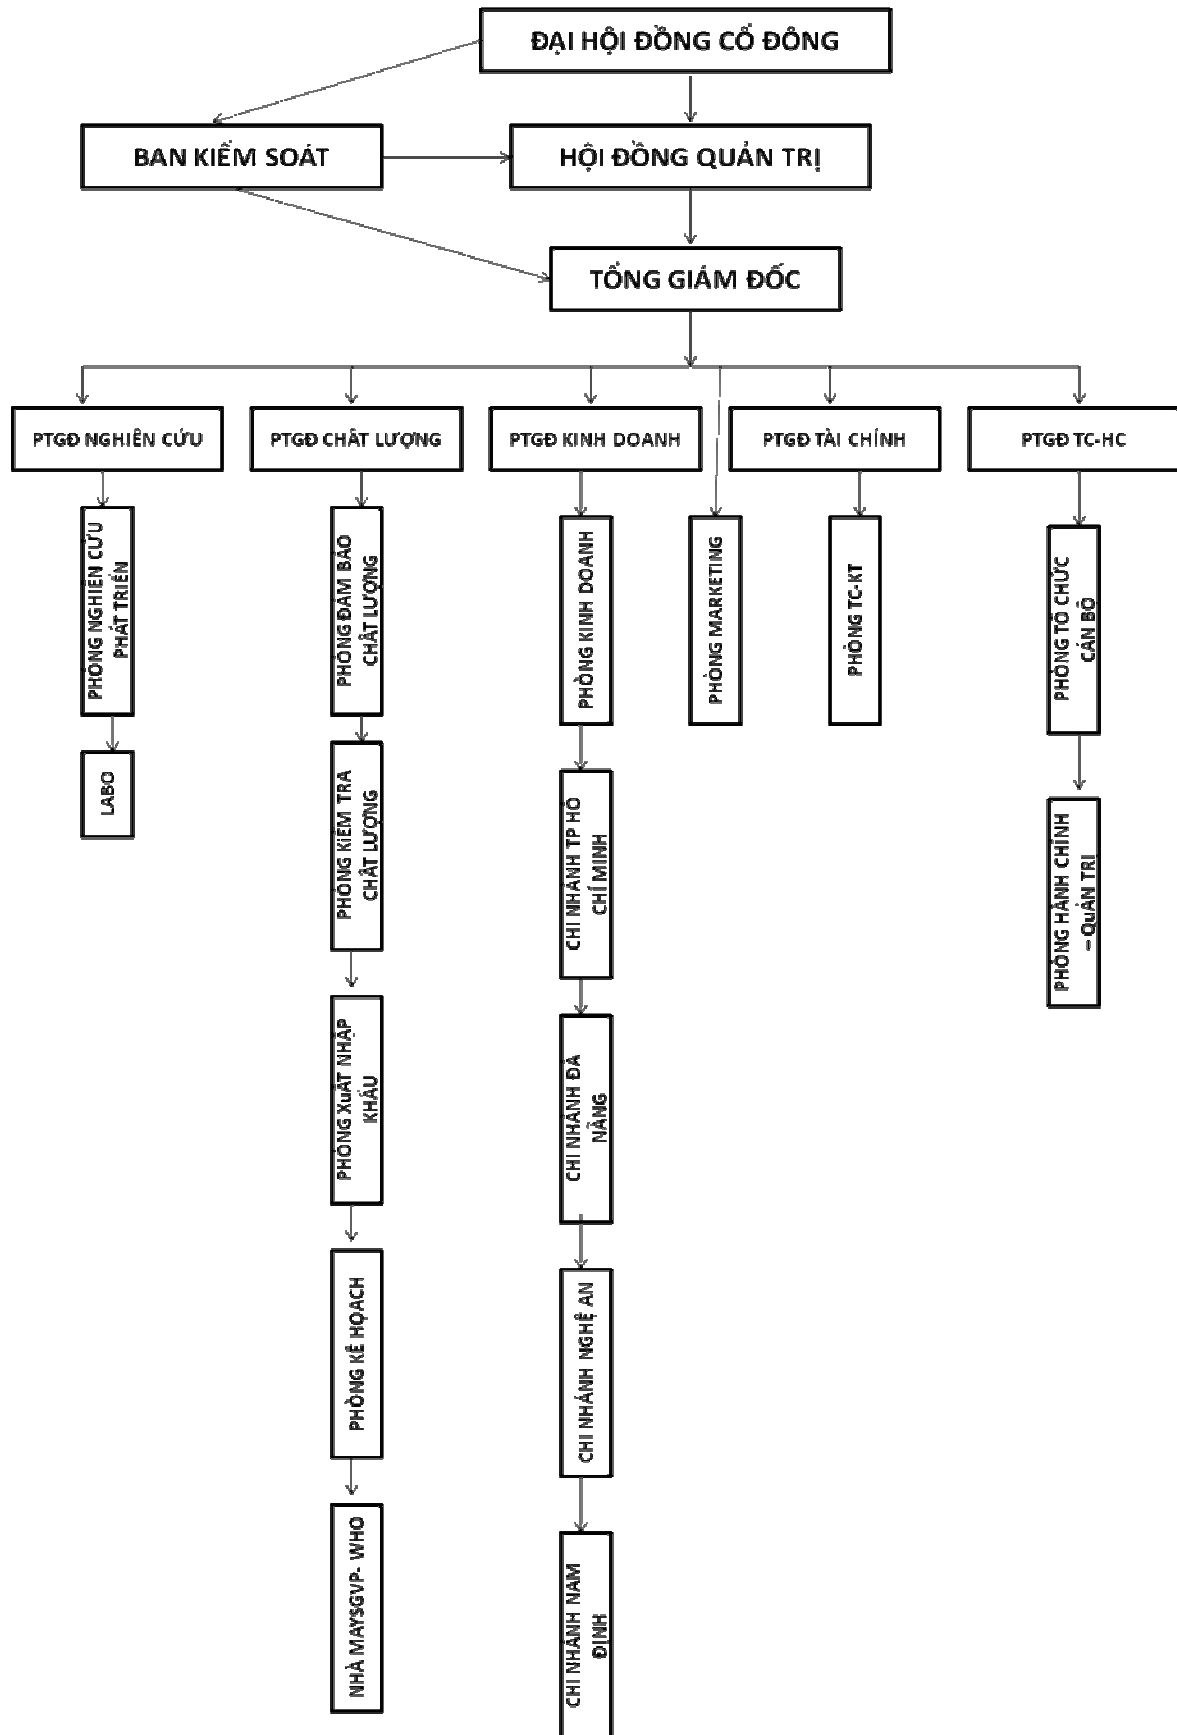 ĐẠI HỘI ĐỒNG CỔ ĐÔNG
BAN KIỂM SOÁT
HỘI ĐỒNG QUẢN TRỊ
TỔNG GIÁM ĐỐC
PTGĐ NGHIÊN CỨU
PTGĐ CHẤT LƯỢNG
PTGĐ KINH DOANH
PTGĐ TÀI CHÍNH
PTGĐ TC-HC
PHÒNG NGHIÊN CỨU
PHÁT TRIỂN
LABO
PHÒNG ĐẢM BẢO
CHẤT LƯỢNG
PHÒNG KIỂM TRA
CHẤT LƯỢNG
PHÒNG XuẤT NHẬP
KHẨU
PHÒNG KẾ HỌACH
NHÀ MAYSGVP- WHO
PHÒNG KINH DOANH
CHI NHÁNH TP HỒ
CHÍ MINH
CHI NHÁNH ĐÀ
NẴNG
CHI NHÁNH NGHỆ AN
CHI NHÁNH NAM
ĐỊNH
PHÒNG MARKETING
PHÒNG TC-KT
PHÒNG TỔ CHỨC
CÁN BỘ
PHÒNG HÀNH CHÍNH
– QuẢN TRỊ